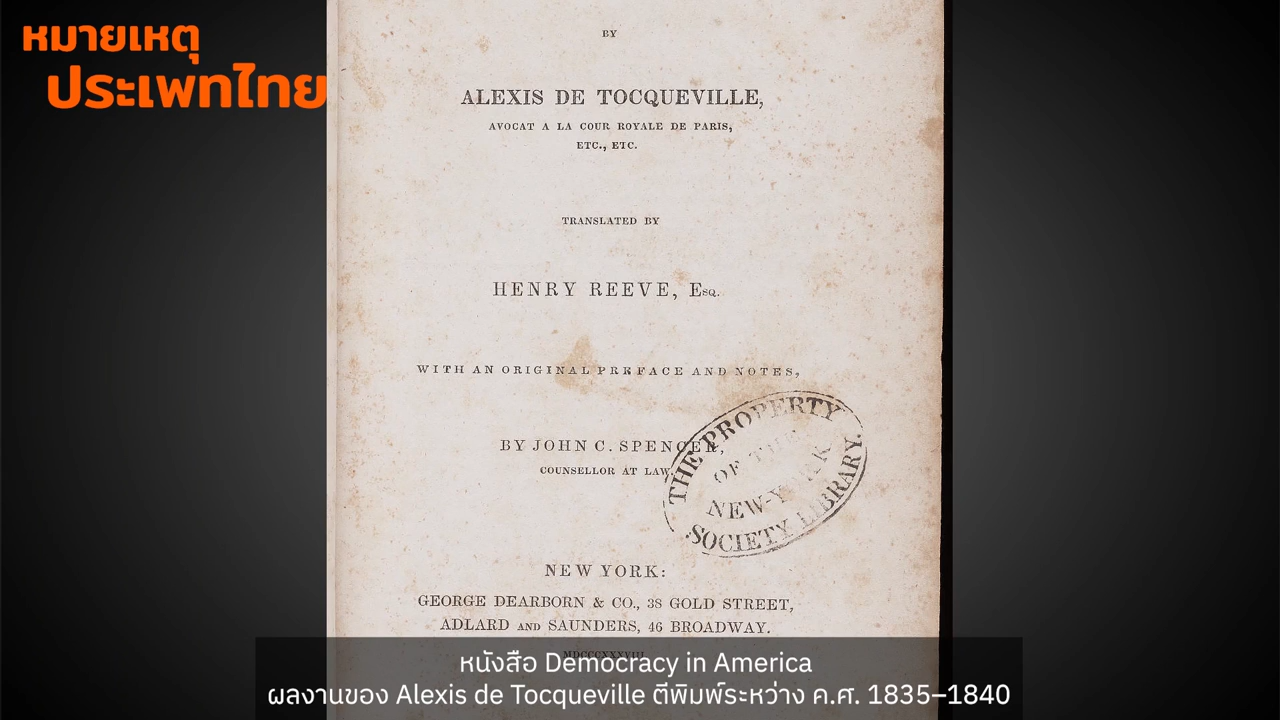 หมายเหตุ
ประเพทไทย
BY
ALEXIS DE TOCQUEVILLE,
AVOCAT A LA COUR ROYALE DE PARIS,
ETC., ETC.
TRANSLATED BY
HENRY REEVE, Esq.
WITH AN ORIGINAL PREFACE AND NOTES,
BY JOHN C. SPENCER,
COUNSELLOR AT LAW.
THE PROPERTY
OF THE
NEW-YORK
SOCIETY LIBRARY.
NEW YORK:
GEORGE DEARBORN & CO., 38 GOLD STREET,
ADLARD AND SAUNDERS, 46 BROADWAY.
MDCCCXXXVIII.
หนังสือ Democracy in America
ผลงานของ Alexis de Tocqueville ตีพิมพ์ระหว่าง ค.ศ. 1835–1840